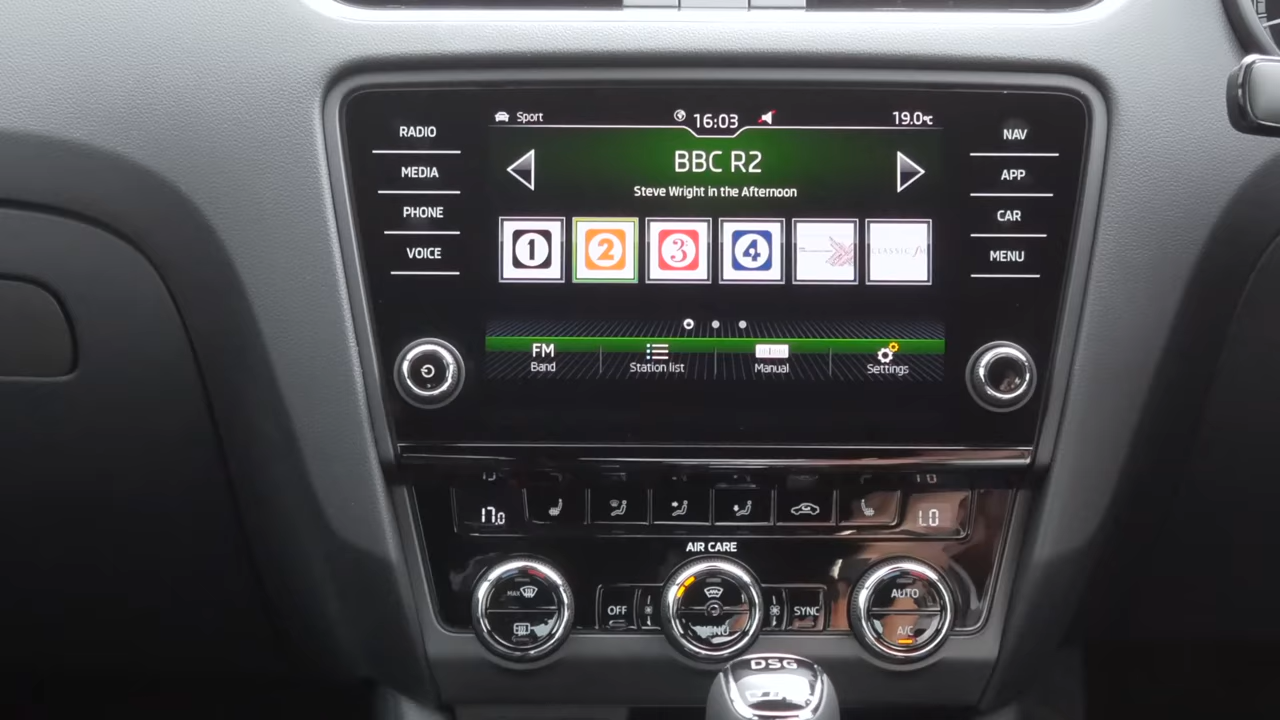 Sport
16:03
19.0°C
RADIO
MEDIA
PHONE
VOICE
BBC R2
Steve Wright in the Afternoon
1
2
3
4
CLASSIC fM
FM
Band
Station list
Manual
Settings
NAV
APP
CAR
MENU
17.0
LO
AIR CARE
MAX
OFF
MENU
SYNC
AUTO
A/C
DSG